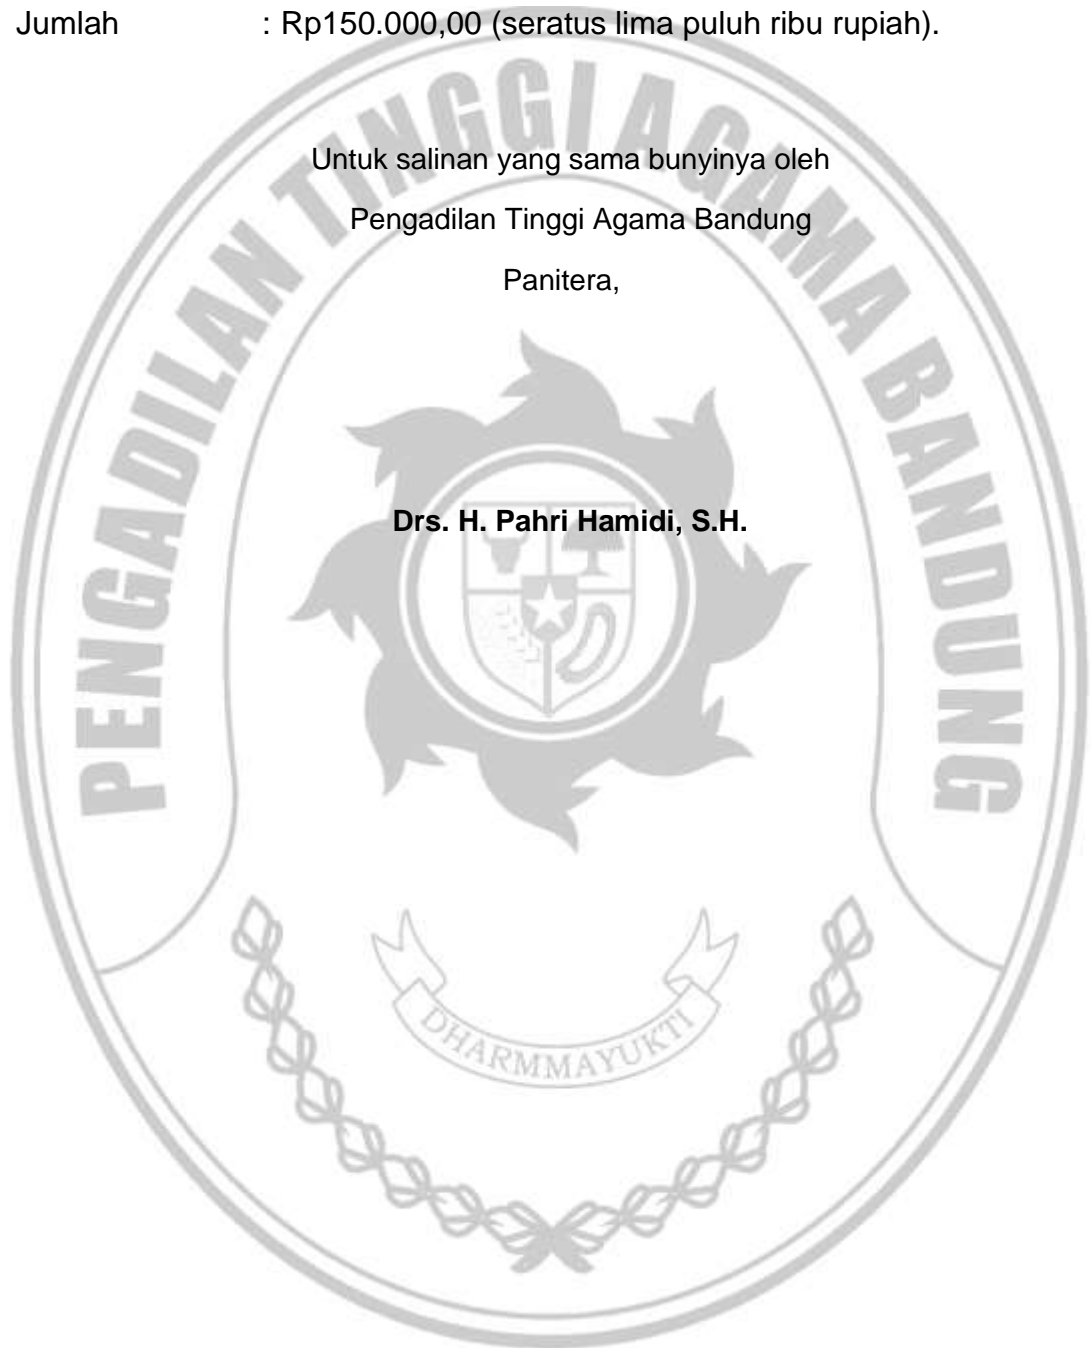 Jumlah : Rp150.000,00 (seratus lima puluh ribu rupiah).
Untuk salinan yang sama bunyinya oleh
Pengadilan Tinggi Agama Bandung
Panitera,
Drs. H. Pahri Hamidi, S.H.
PENGADILAN TINGGI AGAMA BANDUNG
DHARMMAYUKTI